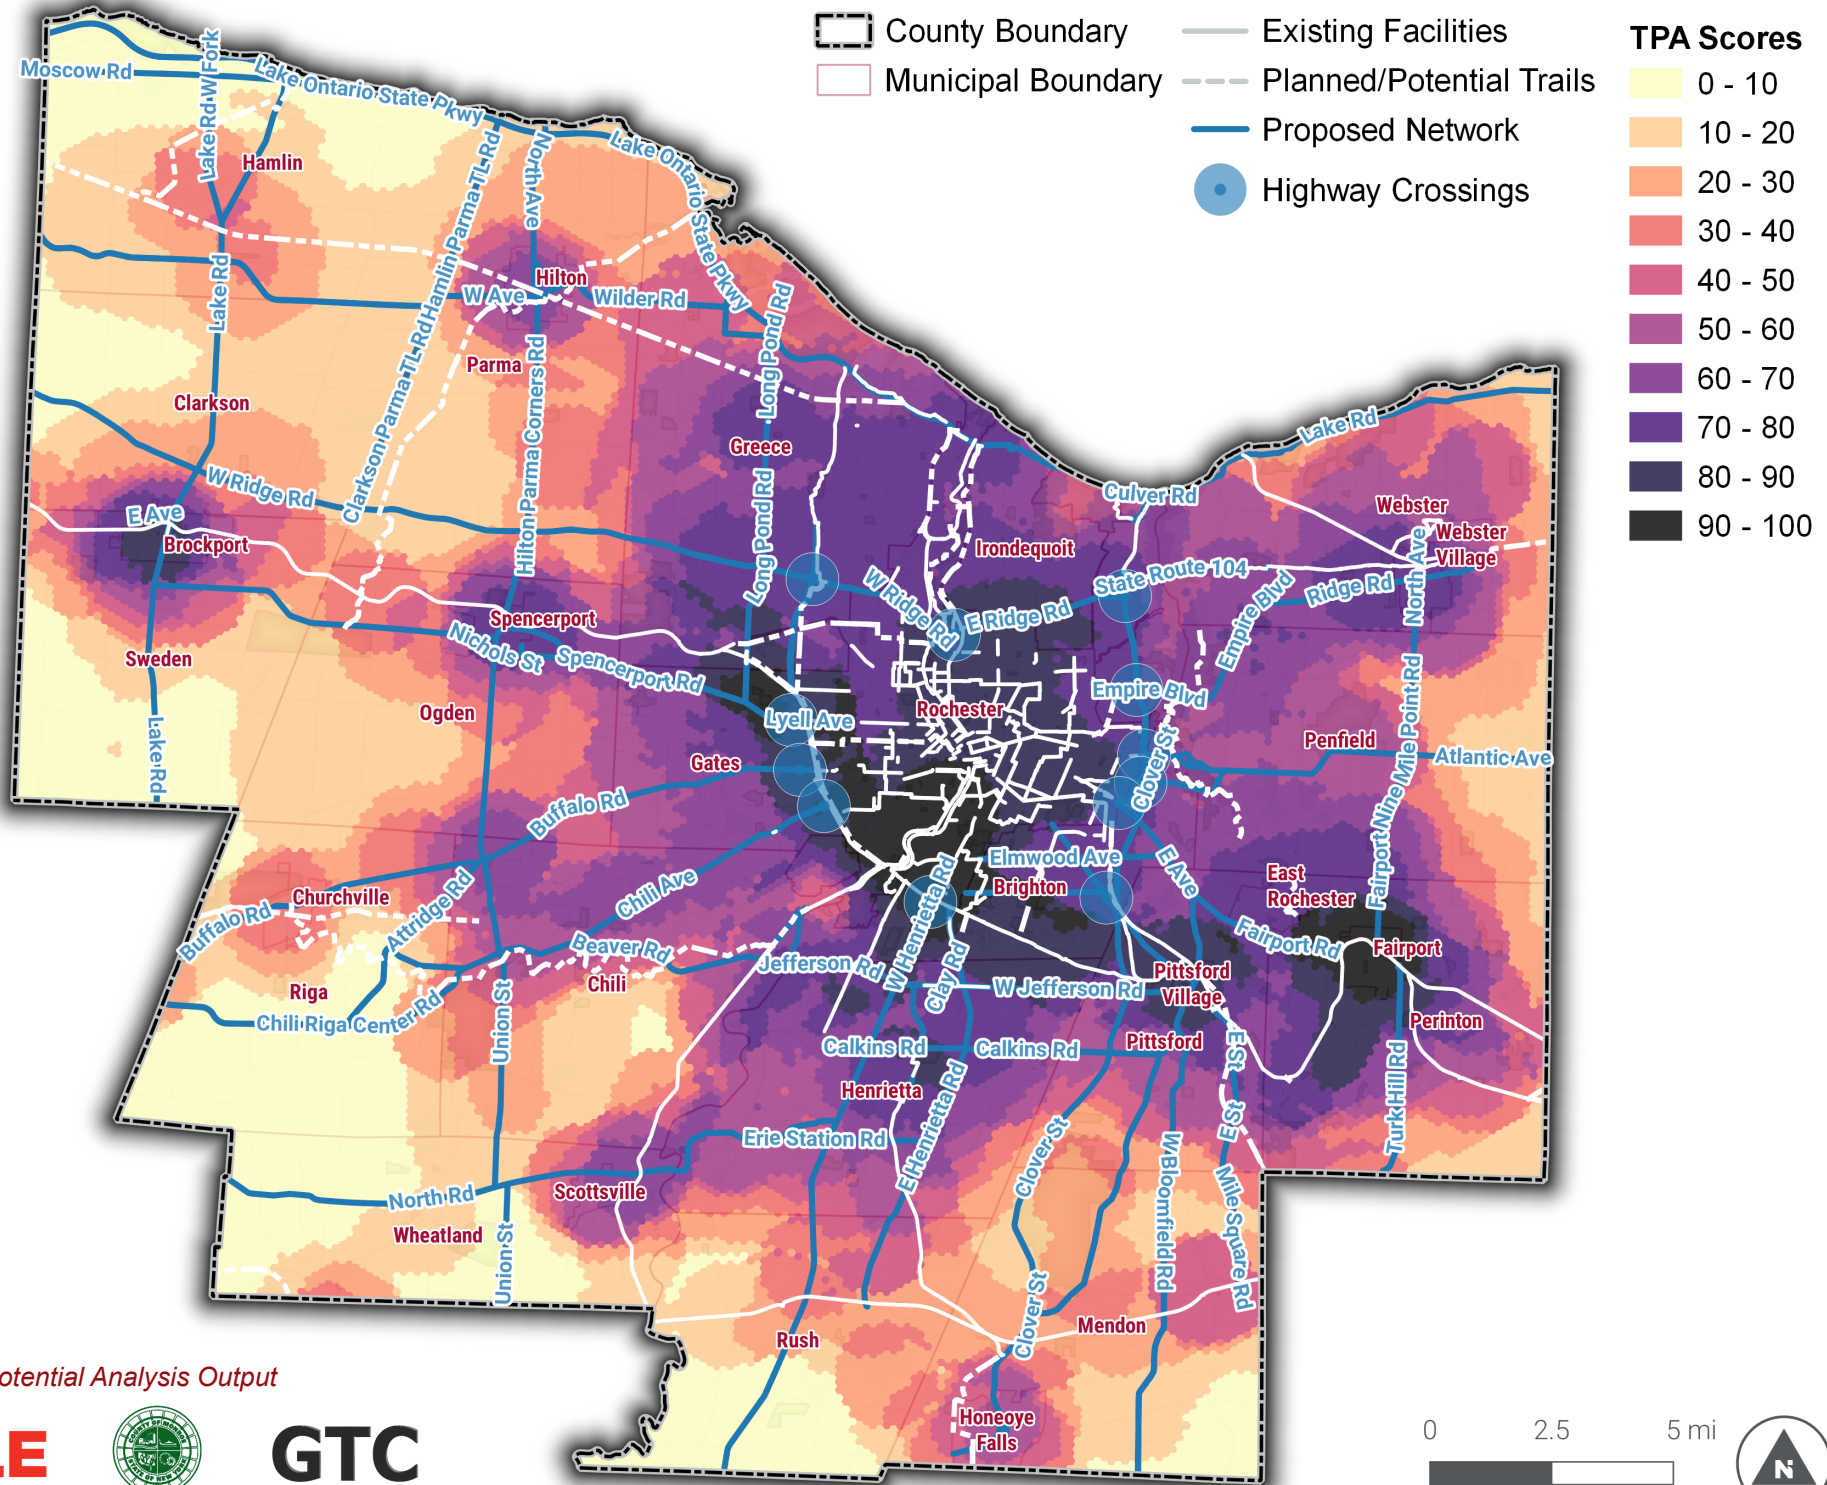 County Boundary
Municipal Boundary
Existing Facilities
Planned/Potential Trails
Proposed Network
Highway Crossings
TPA Scores
0 - 10
10 - 20
20 - 30
30 - 40
40 - 50
50 - 60
60 - 70
70 - 80
80 - 90
90 - 100
Moscow Rd
Lake Rd W Fork
Lake Ontario State Pkwy
Hamlin
Hamlin Parma TL Rd
North Ave
Lake Ontario State Pkwy
Lake Rd
Hilton
W Ave
Wilder Rd
Parma
Long Pond Rd
Clarkson
Clarkson Parma TL Rd
Hilton Parma Corners Rd
Greece
Lake Rd
W Ridge Rd
Long Pond Rd
Culver Rd
Webster
Webster
Village
E Ave
Brockport
Irondequoit
State Route 104
W Ridge Rd
E Ridge Rd
Empire Blvd
Ridge Rd
North Ave
Spencerport
Nichols St
Spencerport Rd
Sweden
Lake Rd
Ogden
Lyell Ave
Rochester
Empire Blvd
Clover St
Penfield
Atlantic Ave
Fairport Nine Mile Point Rd
Gates
Buffalo Rd
Elmwood Ave
Brighton
E Ave
East
Rochester
Churchville
Buffalo Rd
Attridge Rd
Chili Ave
Beaver Rd
Chili
Jefferson Rd
W Henrietta Rd
Clay Rd
Fairport Rd
Fairport
Pittsford
Village
W Jefferson Rd
Riga
Chili Riga Center Rd
Union St
Perinton
Calkins Rd
Calkins Rd
Pittsford
E St
Henrietta
E Henrietta Rd
Turk Hill Rd
Erie Station Rd
Clover St
W Bloomfield Rd
E St
Mile Square Rd
North Rd
Scottsville
Wheatland
Union St
Clover St
Mendon
Rush
Honeoye
Falls
otential Analysis Output
LE
COUNTY OF MONROE
STATE OF NEW YORK
GTC
0 2.5 5 mi
N